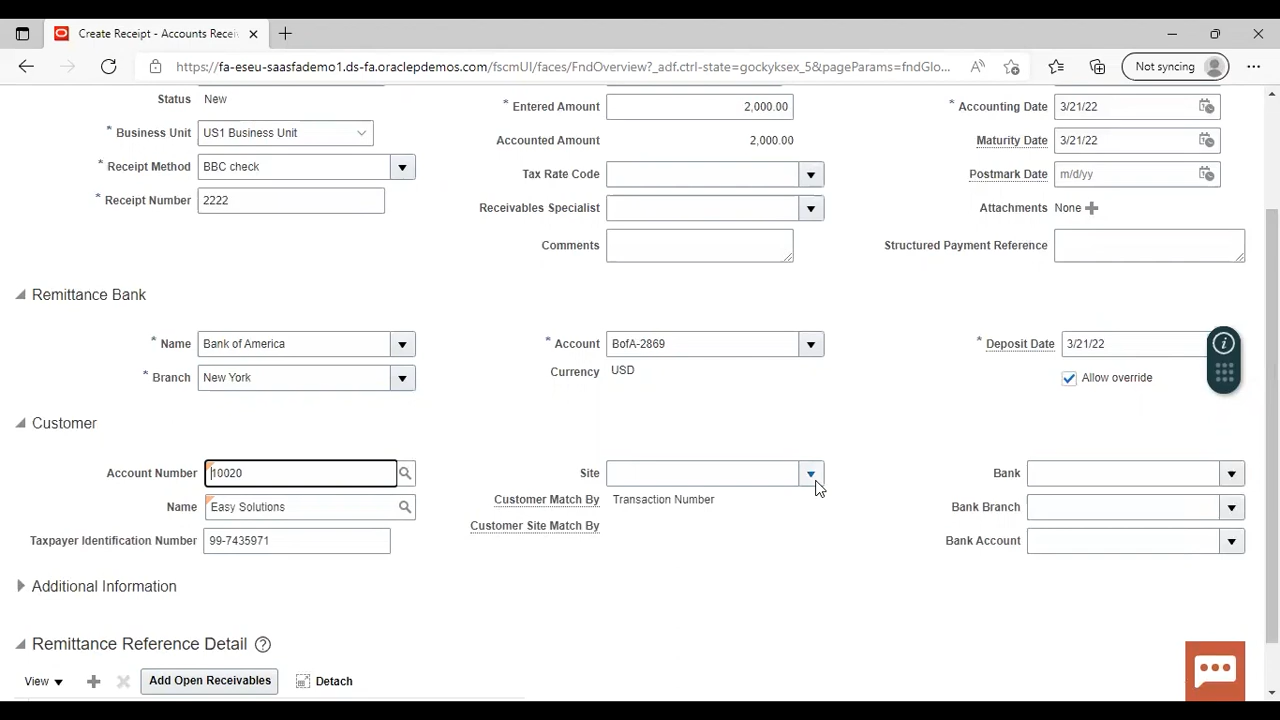 Create Receipt - Accounts Recei
https://fa-eseu-saasfademo1.ds-fa.oraclepdemos.com/fscmUI/faces/FndOverview?_adf.ctrl-state=gockyksex_5&pageParams=fndGlo...
Not syncing
Status New
* Entered Amount 2,000.00
* Accounting Date 3/21/22
* Business Unit US1 Business Unit
Accounted Amount 2,000.00
Maturity Date 3/21/22
* Receipt Method BBC check
Tax Rate Code
Postmark Date m/d/yy
* Receipt Number 2222
Receivables Specialist
Attachments None
Comments
Structured Payment Reference
Remittance Bank
* Name Bank of America
* Account BofA-2869
* Deposit Date 3/21/22
* Branch New York
Currency USD
Allow override
Customer
Account Number 10020
Site
Bank
Name Easy Solutions
Customer Match By Transaction Number
Bank Branch
Customer Site Match By
Taxpayer Identification Number 99-7435971
Bank Account
Additional Information
Remittance Reference Detail ?
View
Add Open Receivables
Detach